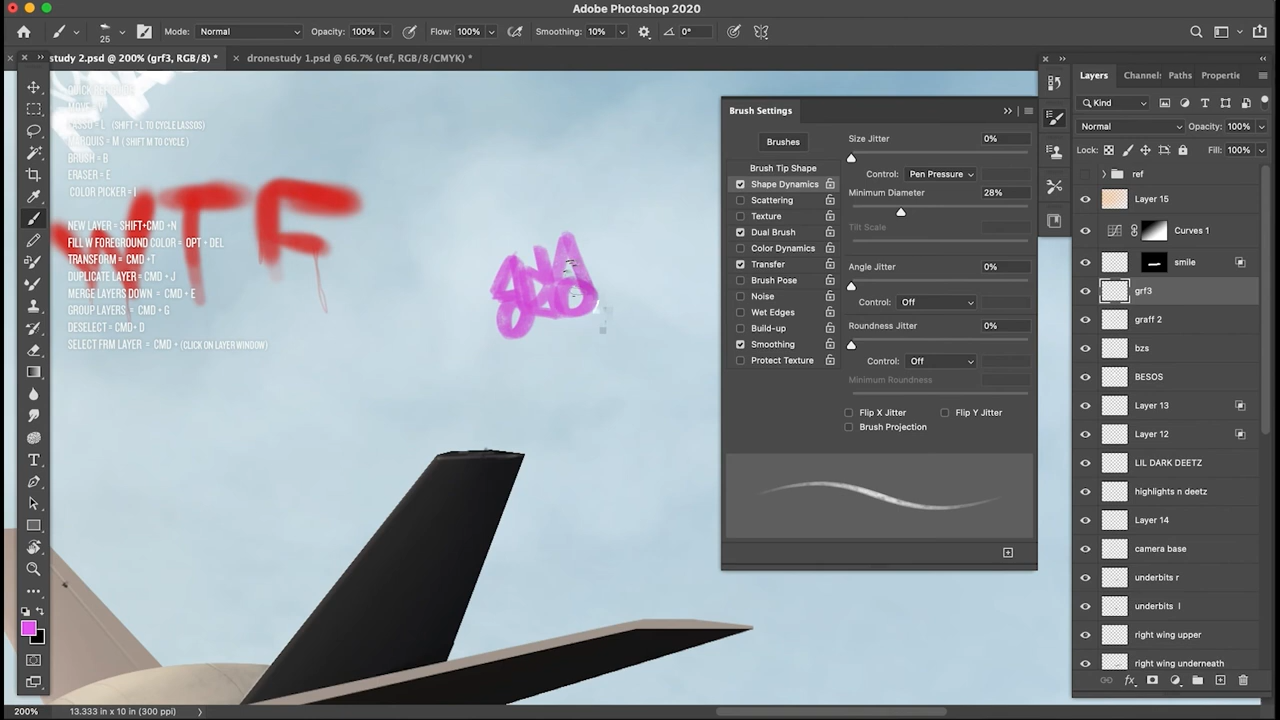 Adobe Photoshop 2020
25
Mode: Normal
Opacity: 100%
Flow: 100%
Smoothing: 10%
0°
study 2.psd @ 200% (grf3, RGB/8) *
dronestudy 1.psd @ 66.7% (ref, RGB/8/CMYK) *
MOVE = V
LASSO = L (SHIFT + L TO CYCLE LASSOS)
MARQUIS = M ( SHIFT M TO CYCLE )
BRUSH = B
ERASER = E
COLOR PICKER = I
NEW LAYER = SHIFT+CMD +N
FILL W FOREGROUND COLOR = OPT + DEL
TRANSFORM = CMD +T
DUPLICATE LAYER = CMD + J
MERGE LAYERS DOWN = CMD + E
GROUP LAYERS = CMD + G
DESELECT = CMD+ D
SELECT FRM LAYER = CMD + (CLICK ON LAYER WINDOW)
WTF
Brush Settings
Brushes
Brush Tip Shape
Shape Dynamics
Scattering
Texture
Dual Brush
Color Dynamics
Transfer
Brush Pose
Noise
Wet Edges
Build-up
Smoothing
Protect Texture
Size Jitter 0%
Control: Pen Pressure
Minimum Diameter 28%
Tilt Scale
Angle Jitter 0%
Control: Off
Roundness Jitter 0%
Control: Off
Minimum Roundness
Flip X Jitter Flip Y Jitter
Brush Projection
Layers Channel: Paths Propertie
Kind
Normal Opacity: 100%
Lock: Fill: 100%
ref
Layer 15
Curves 1
smile
grf3
graff 2
bzs
BESOS
Layer 13
Layer 12
LIL DARK DEETZ
highlights n deetz
Layer 14
camera base
underbits r
underbits l
right wing upper
right wing underneath
fx
200% 13.333 in x 10 in (300 ppi)